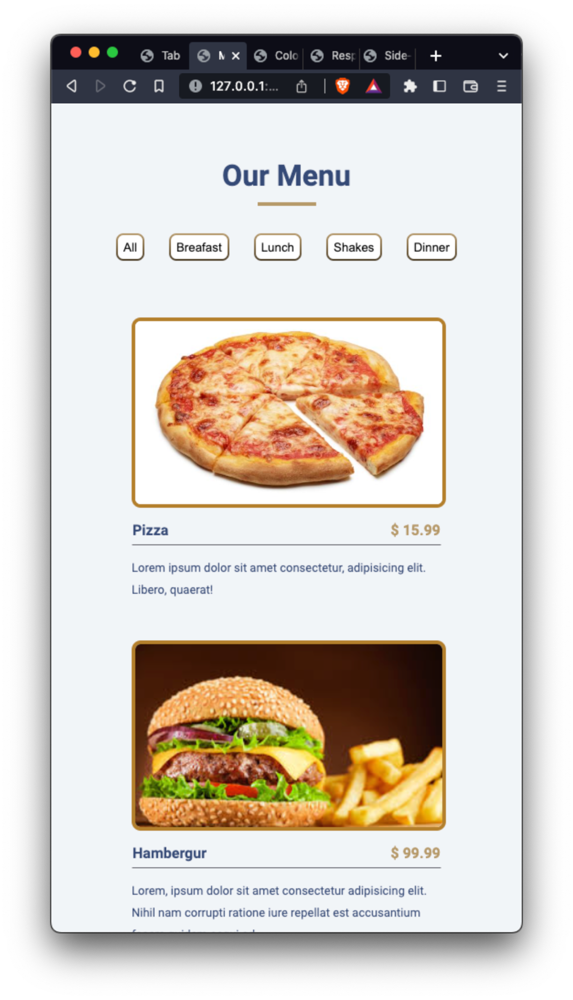 Tab
Colo
Resp
Side-
127.0.0.1:...
Our Menu
All
Breafast
Lunch
Shakes
Dinner
Pizza
$ 15.99
Lorem ipsum dolor sit amet consectetur, adipisicing elit.
Libero, quaerat!
Hambergur
$ 99.99
Lorem, ipsum dolor sit amet consectetur adipisicing elit.
Nihil nam corrupti ratione iure repellat est accusantium